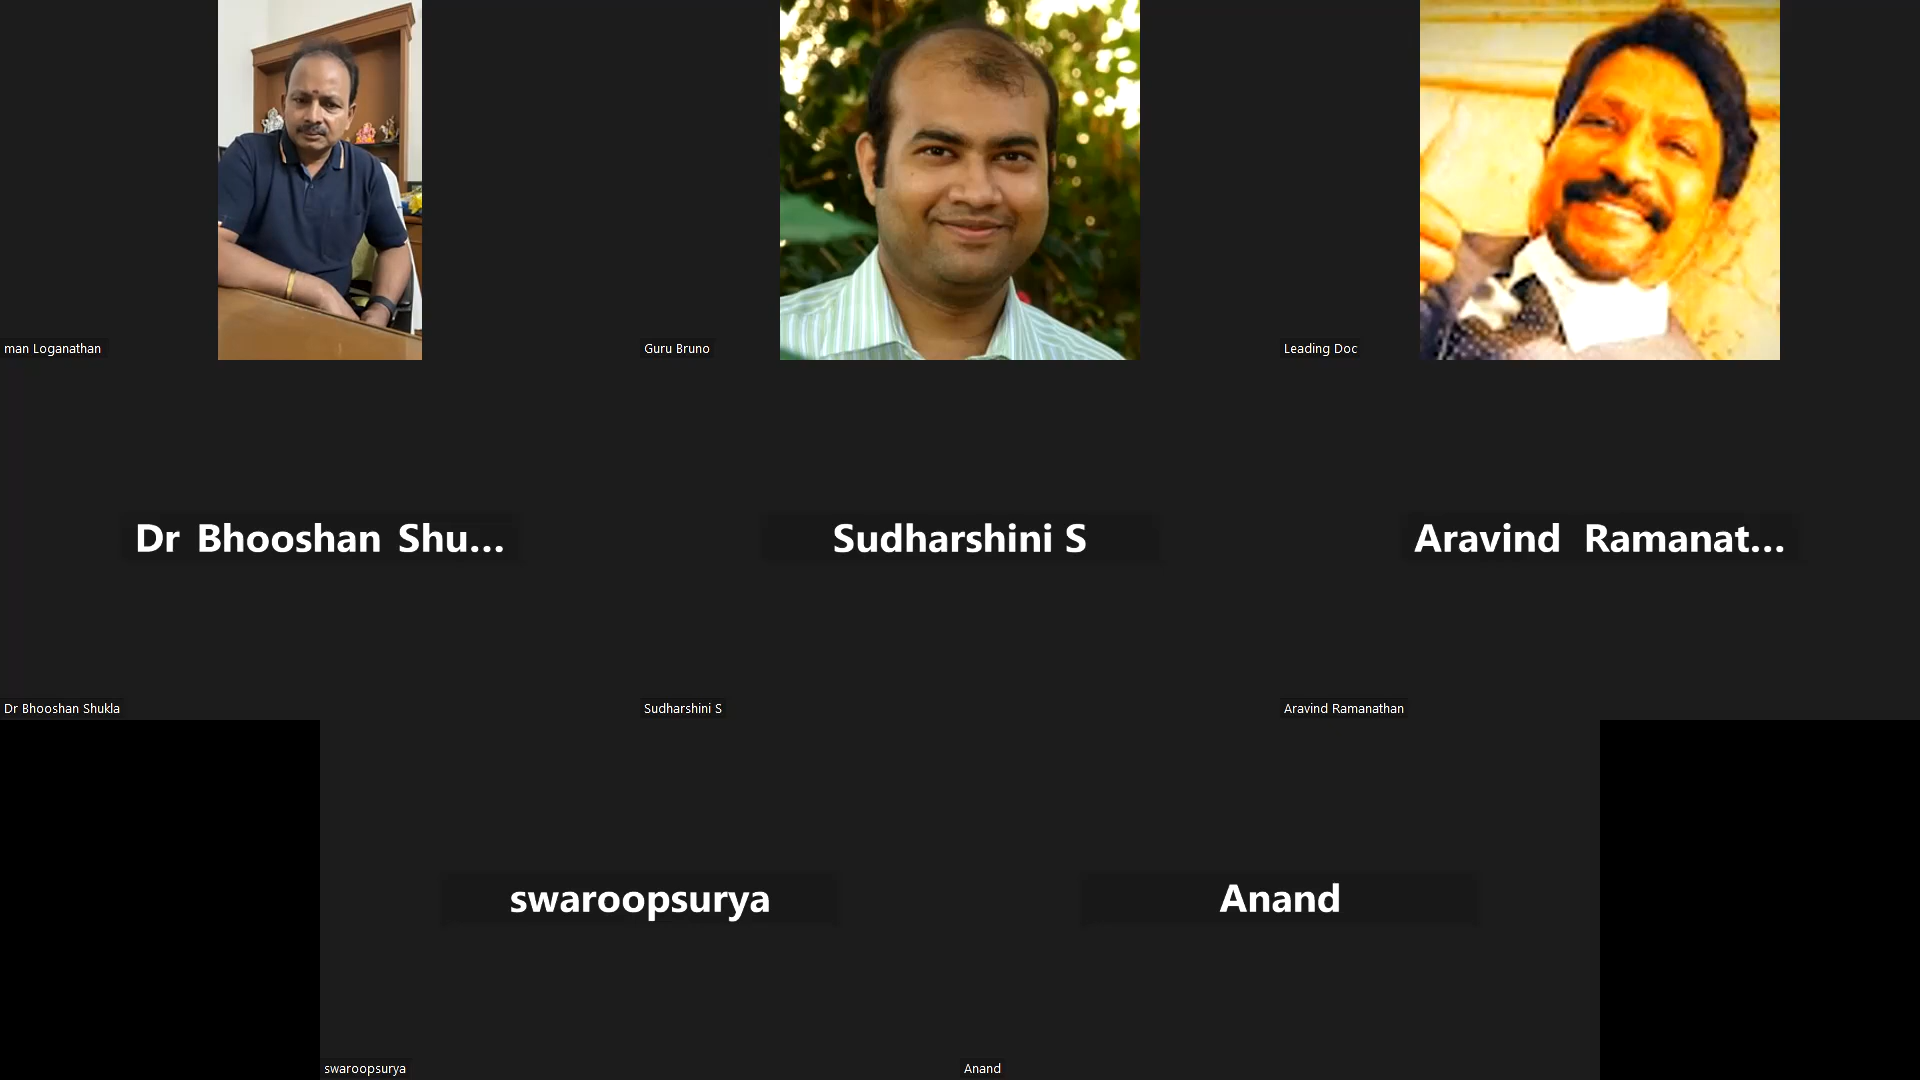 man Loganathan
Guru Bruno
Leading Doc
Dr Bhooshan Shu...
Sudharshini S
Aravind Ramanat...
Dr Bhooshan Shukla
Sudharshini S
Aravind Ramanathan
swaroopsurya
Anand
swaroopsurya
Anand